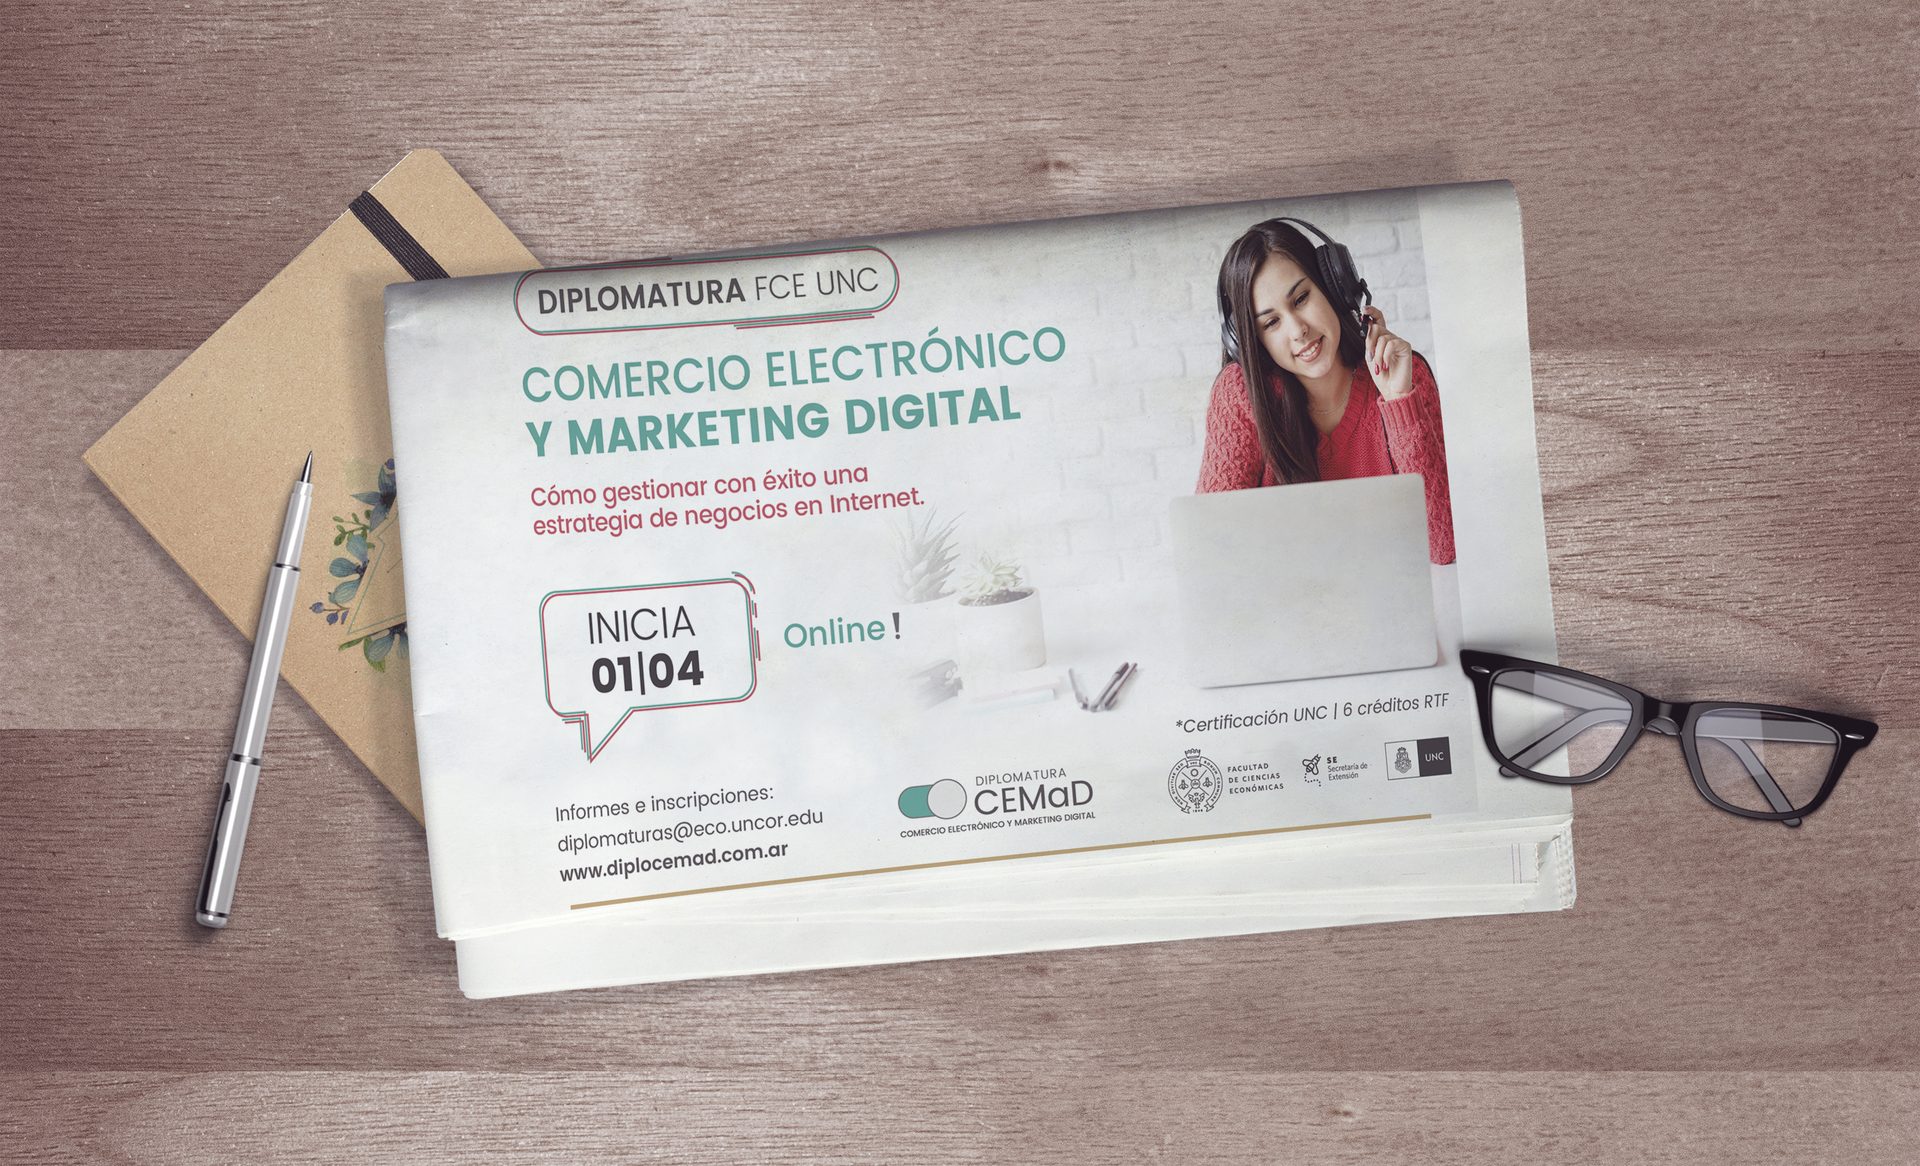 DIPLOMATURA FCE UNC
COMERCIO ELECTRÓNICO
Y MARKETING DIGITAL
Cómo gestionar con éxito una
estrategia de negocios en Internet.
INICIA
01|04
Online!
*Certificación UNC | 6 créditos RTF
Informes e inscripciones:
diplomaturas@eco.uncor.edu
www.diplocemad.com.ar
DIPLOMATURA
CEMaD
COMERCIO ELECTRÓNICO Y MARKETING DIGITAL
FACULTAD
DE CIENCIAS
ECONÓMICAS
SE
Secretaría de
Extensión
UNC